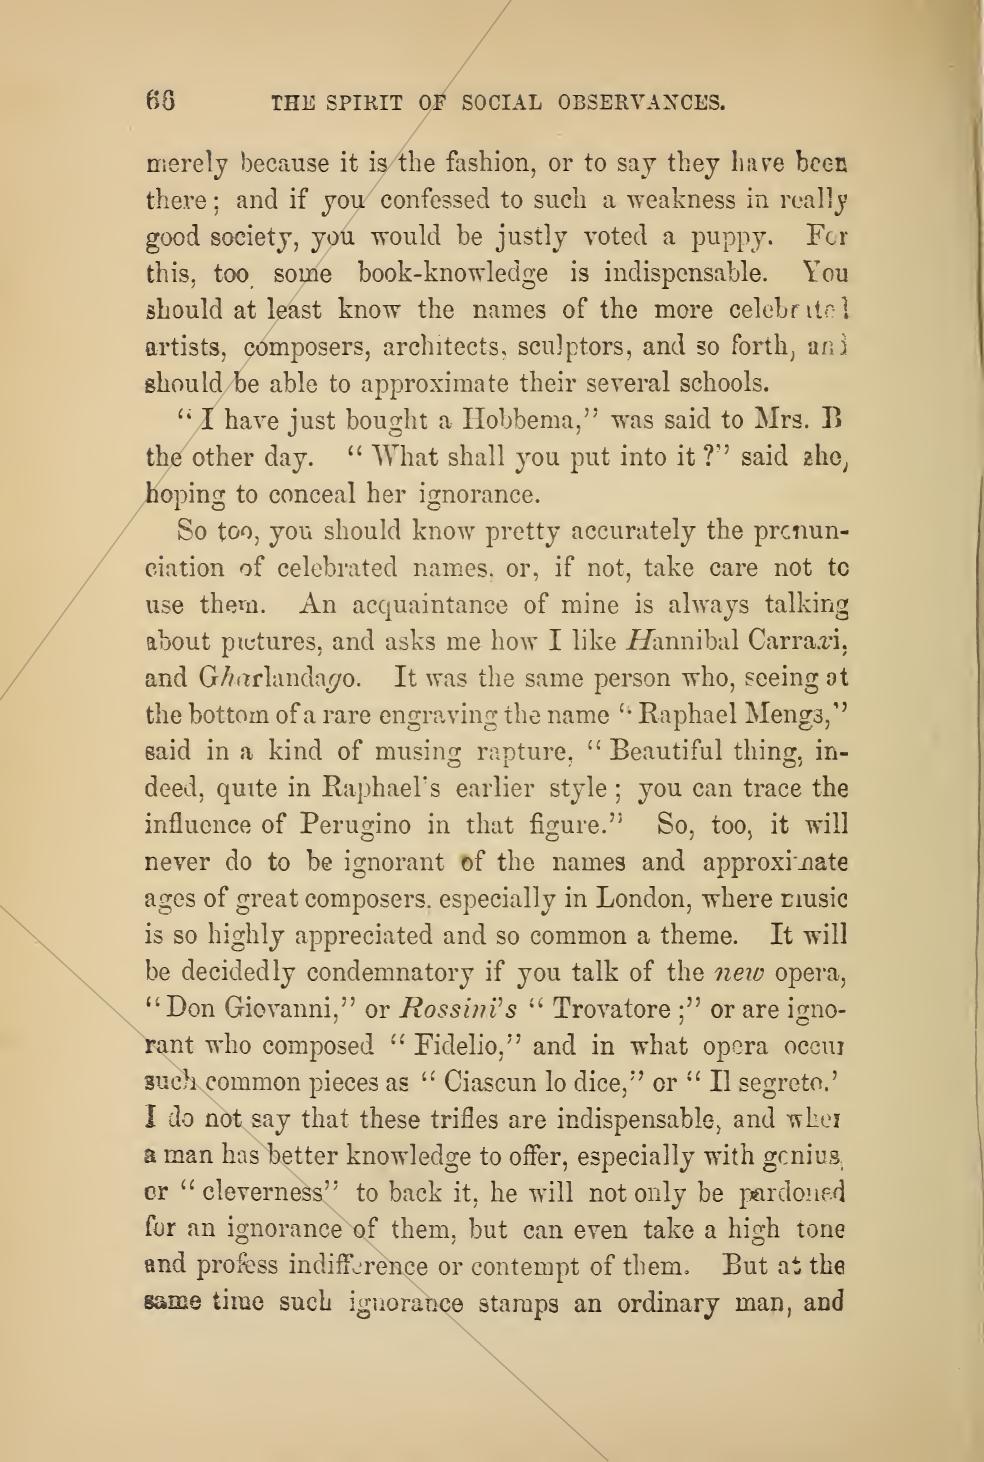 66 THE SPIRIT OF SOCIAL OBSERVANCES.
merely because it is the fashion, or to say they have been
there; and if you confessed to such a weakness in really
good society, you would be justly voted a puppy. For
this, too some book-knowledge is indispensable. You
should at least know the names of the more celebrated
artists, composers, architects, sculptors, and so forth, and
should be able to approximate their several schools.
“I have just bought a Hobbema,” was said to Mrs. B
the other day. “What shall you put into it?” said she,
hoping to conceal her ignorance.
So too, you should know pretty accurately the pronun-
ciation of celebrated names, or, if not, take care not to
use them. An acquaintance of mine is always talking
about pictures, and asks me how I like Hannibal Carraxi,
and Gharlandago. It was the same person who, seeing at
the bottom of a rare engraving the name “Raphael Mengs,”
said in a kind of musing rapture, “Beautiful thing, in-
deed, quite in Raphael's earlier style; you can trace the
influence of Perugino in that figure.” So, too, it will
never do to be ignorant of the names and approximate
ages of great composers, especially in London, where music
is so highly appreciated and so common a theme. It will
be decidedly condemnatory if you talk of the new opera,
“Don Giovanni,” or Rossini's “Trovatore;” or are igno-
rant who composed “Fidelio,” and in what opera occur
such common pieces as “Ciascun lo dice,” or “Il segreto.’
I do not say that these trifles are indispensable, and when
a man has better knowledge to offer, especially with genius,
or “cleverness” to back it, he will not only be pardoned
for an ignorance of them, but can even take a high tone
and profess indifference or contempt of them. But at the
same time such ignorance stamps an ordinary man, and